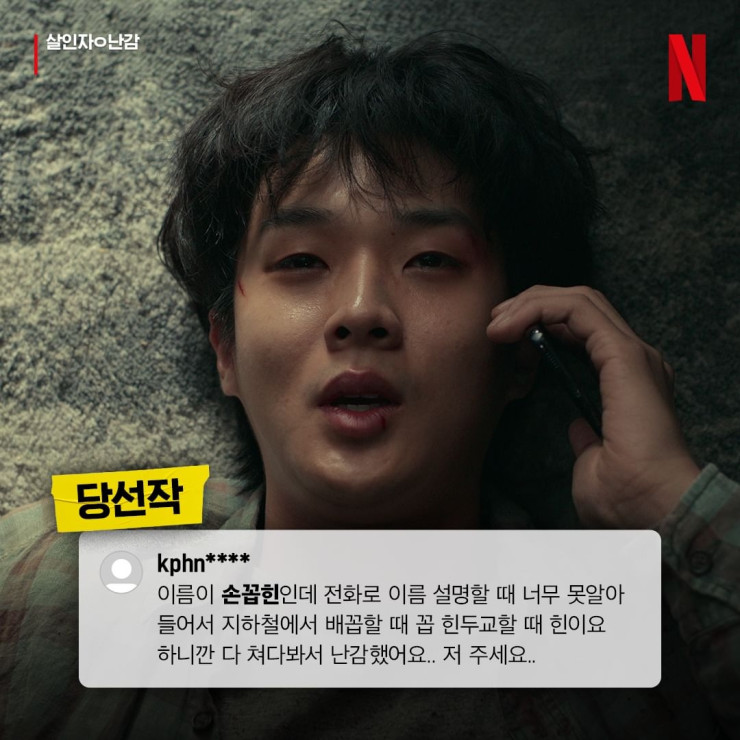 살인자ㅇ난감
N
당선작
kphn****
이름이 손꼽힌인데 전화로 이름 설명할 때 너무 못알아
들어서 지하철에서 배꼽할 때 꼽 힌두교할 때 힌이요
하니깐 다 쳐다봐서 난감했어요.. 저 주세요..